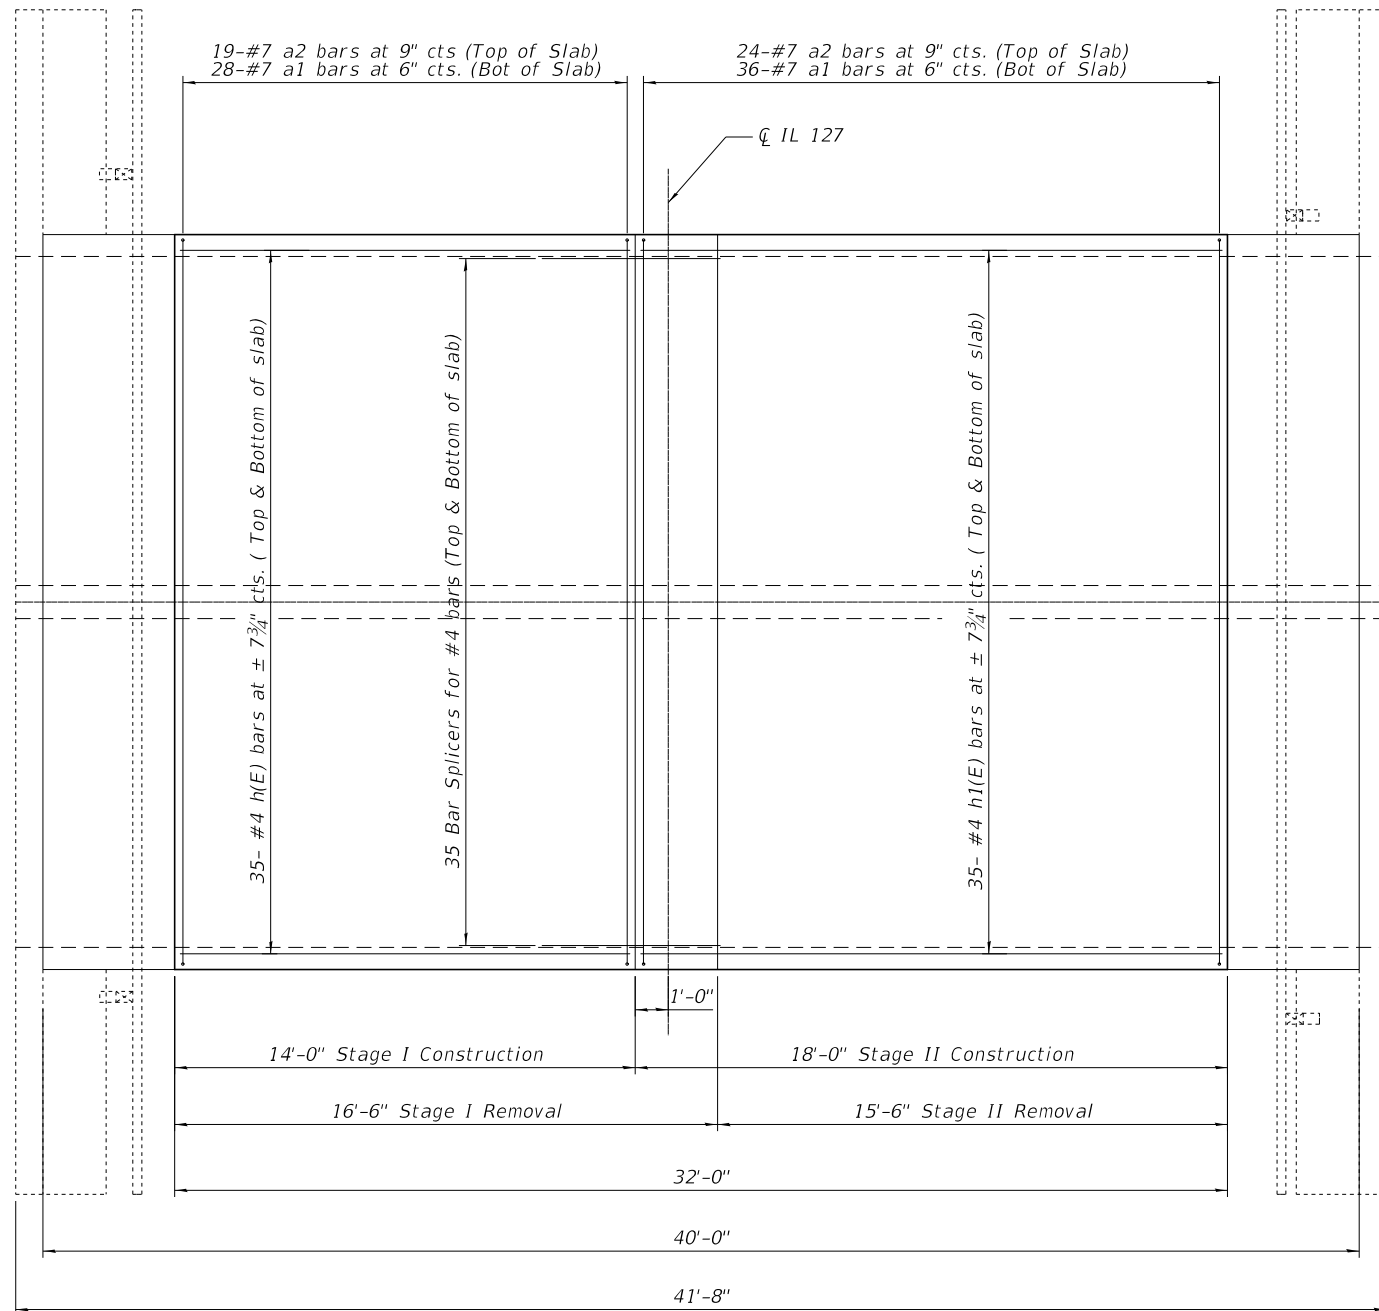 19-#7 a2 bars at 9" cts (Top of Slab)
28-#7 a1 bars at 6" cts. (Bot of Slab)
24-#7 a2 bars at 9" cts. (Top of Slab)
36-#7 a1 bars at 6" cts. (Bot of Slab)
℄ IL 127
35- #4 h(E) bars at ± 7¾" cts. ( Top & Bottom of slab)
35 Bar Splicers for #4 bars (Top & Bottom of slab)
35- #4 h1(E) bars at ± 7¾" cts. ( Top & Bottom of slab)
1'-0"
14'-0" Stage I Construction
18'-0" Stage II Construction
16'-6" Stage I Removal
15'-6" Stage II Removal
32'-0"
40'-0"
41'-8"